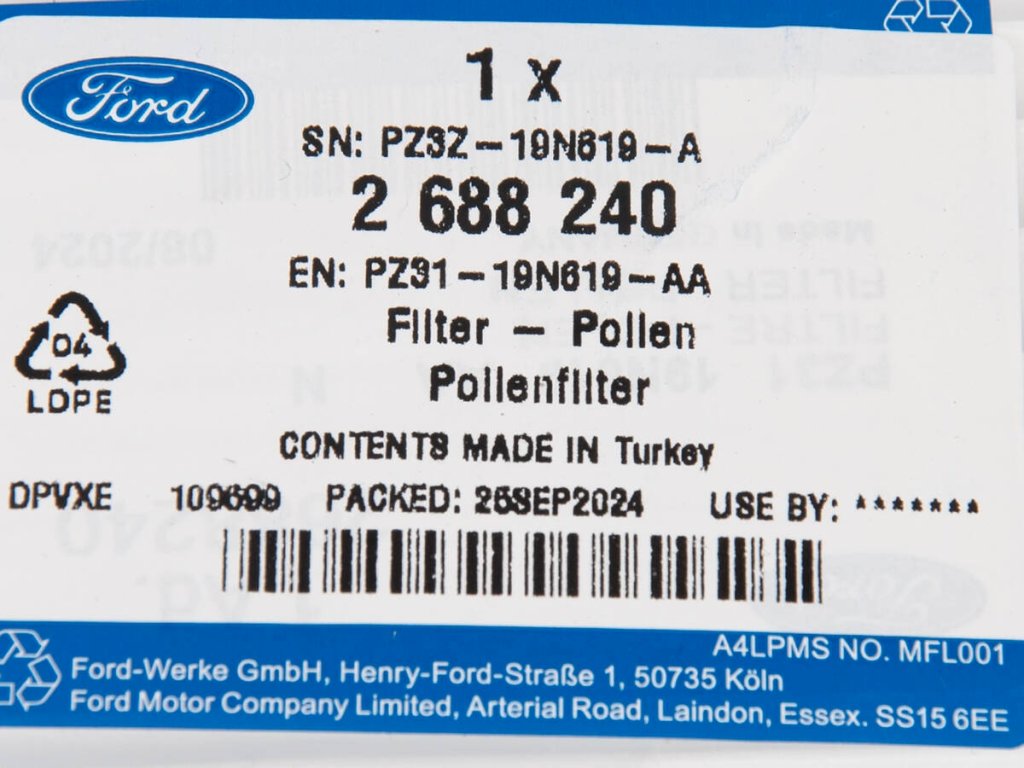 Ford
1 x
SN: PZ3Z-19N619-A
2 688 240
EN: PZ31-19N619-AA
Filter - Pollen
Pollenfilter
04
LDPE
CONTENTS MADE IN Turkey
DPVXE 109699 PACKED: 25SEP2024 USE BY: *******
A4LPMS NO. MFL001
Ford-Werke GmbH, Henry-Ford-Straße 1, 50735 Köln
Ford Motor Company Limited, Arterial Road, Laindon, Essex. SS15 6EE